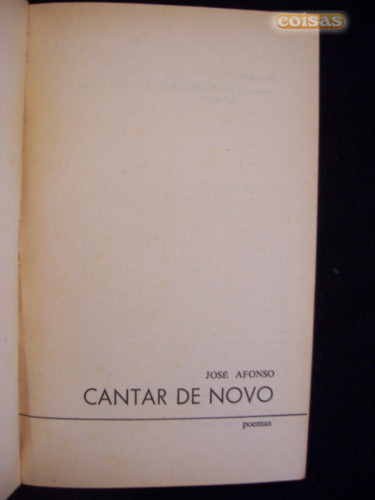 coisas
JOSÉ AFONSO
CANTAR DE NOVO
poemas